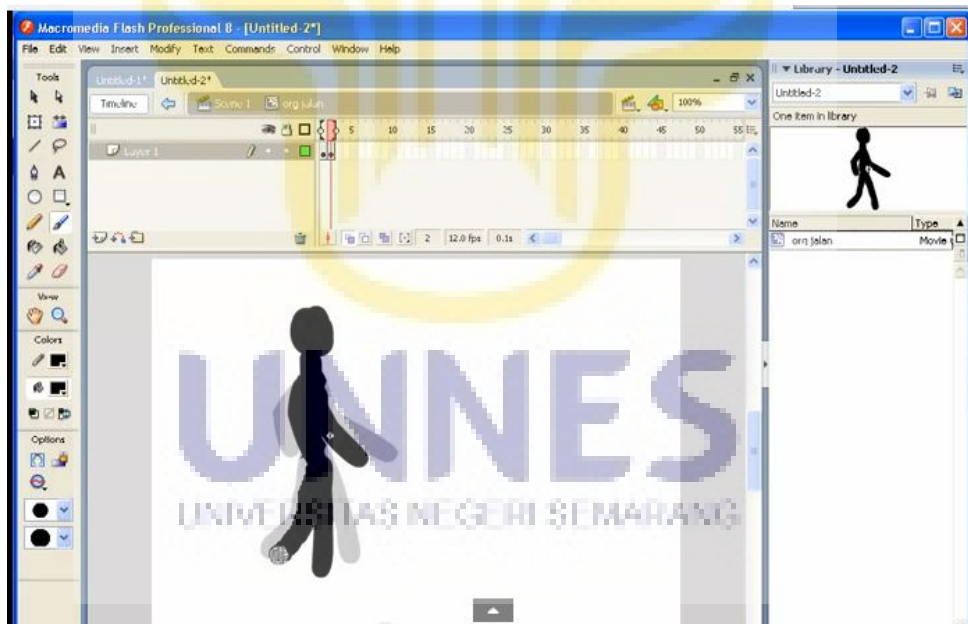 Macromedia Flash Professional 8 - [Untitled-2*]
File Edit View Insert Modify Text Commands Control Window Help
Tools
Untitled-1* Untitled-2*
Timeline Scene 1 org jalan 100%
5 10 15 20 25 30 35 40 45 50 55
Layer 1
2 12.0 fps 0.1s
View
Colors
Options
Library - Untitled-2
Untitled-2
One item in library
Name Type
org jalan Movie
UNNES
UNIVERSITAS NEGERI SEMARANG